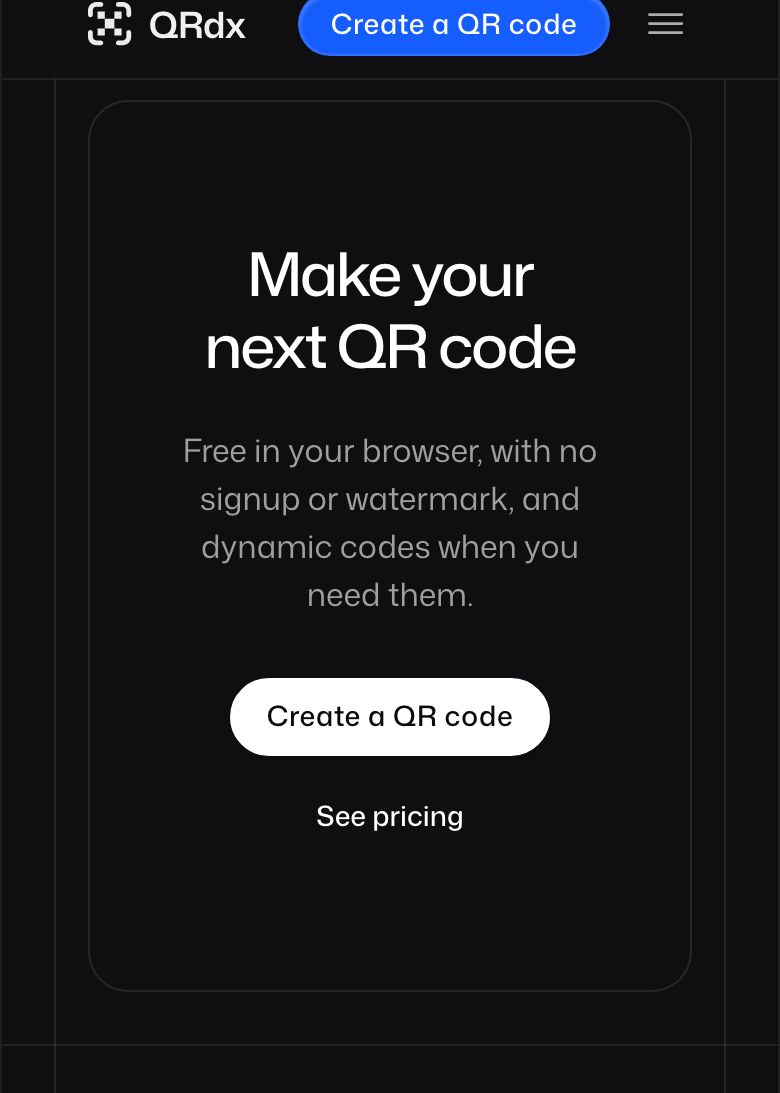 QRdx
Create a QR code
Make your
next QR code
Free in your browser, with no
signup or watermark, and
dynamic codes when you
need them.
Create a QR code
See pricing